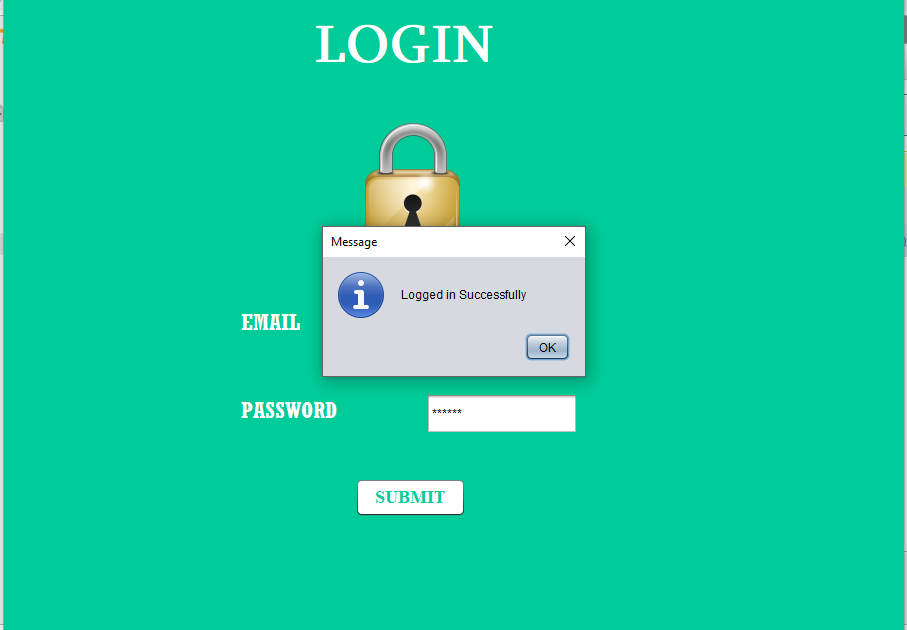 LOGIN
Message
Logged in Successfully
EMAIL
OK
PASSWORD
******
SUBMIT